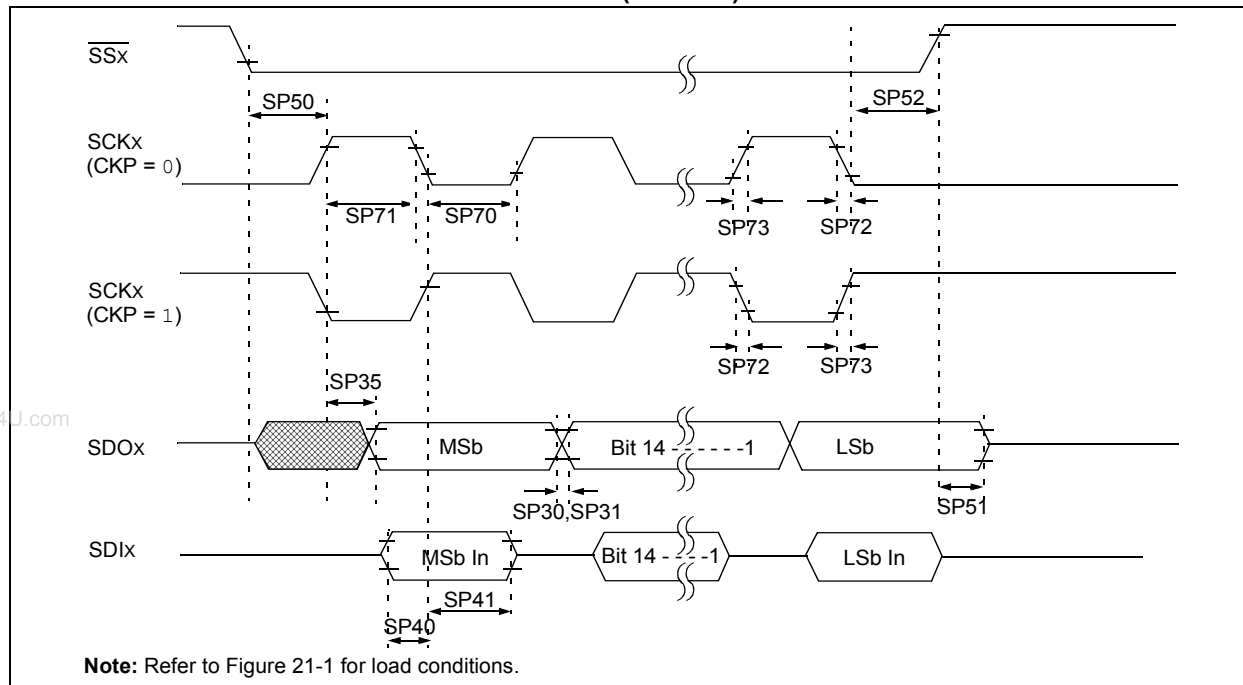 SSx
SP50
SP52
SCKx
(CKP = 0)
SP71
SP70
SP73
SP72
SCKx
(CKP = 1)
SP72
SP73
SP35
4U.com
SDOx
MSb
Bit 14 - - - - - -1
LSb
SP30,SP31
SP51
SDIx
MSb In
Bit 14 - - - -1
LSb In
SP41
SP40
Note: Refer to Figure 21-1 for load conditions.